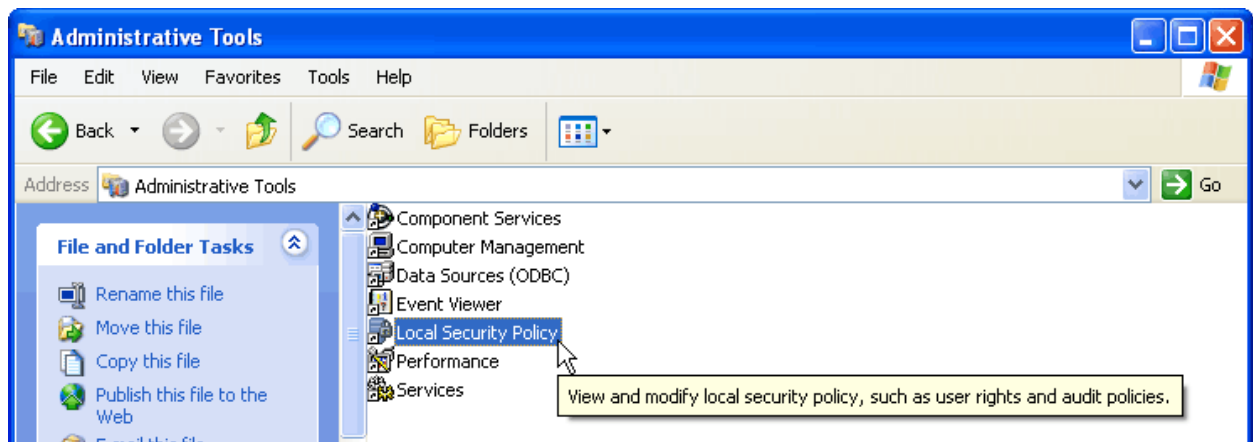 Administrative Tools
File Edit View Favorites Tools Help
Back Search Folders
Address Administrative Tools Go
File and Folder Tasks
Rename this file
Move this file
Copy this file
Publish this file to the
Web
E-mail this file
Component Services
Computer Management
Data Sources (ODBC)
Event Viewer
Local Security Policy
Performance
Services
View and modify local security policy, such as user rights and audit policies.